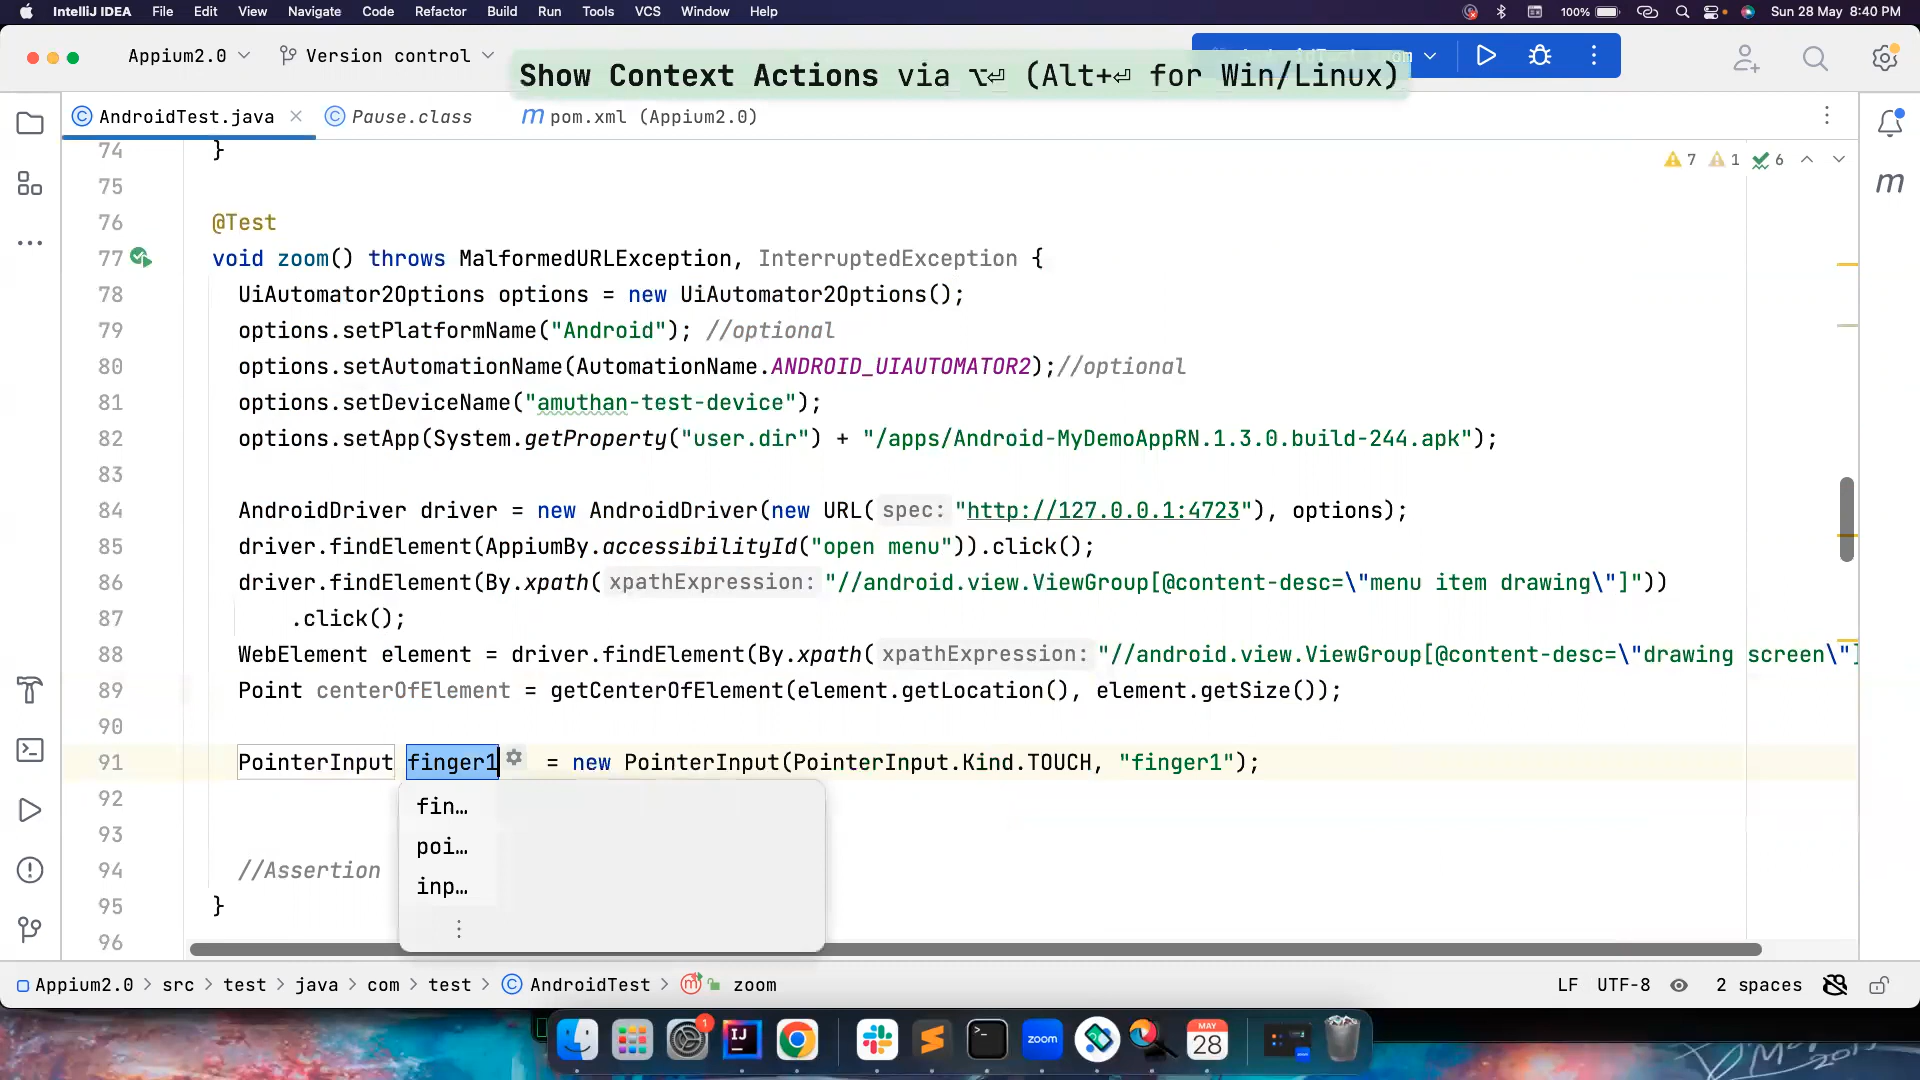 IntelliJ IDEA File Edit View Navigate Code Refactor Build Run Tools VCS Window Help 100% Sun 28 May 8:40 PM
Appium2.0 Version control
Show Context Actions via ⌥⏎ (Alt+⏎ for Win/Linux)
AndroidTest.java Pause.class m pom.xml (Appium2.0)
7 1 6
74 }
75
76 @Test
77 void zoom() throws MalformedURLException, InterruptedException {
78 UiAutomator2Options options = new UiAutomator2Options();
79 options.setPlatformName("Android"); //optional
80 options.setAutomationName(AutomationName.ANDROID_UIAUTOMATOR2);//optional
81 options.setDeviceName("amuthan-test-device");
82 options.setApp(System.getProperty("user.dir") + "/apps/Android-MyDemoAppRN.1.3.0.build-244.apk");
83
84 AndroidDriver driver = new AndroidDriver(new URL( spec: "http://127.0.0.1:4723"), options);
85 driver.findElement(AppiumBy.accessibilityId("open menu")).click();
86 driver.findElement(By.xpath( xpathExpression: "//android.view.ViewGroup[@content-desc=\"menu item drawing\"]"))
87 .click();
88 WebElement element = driver.findElement(By.xpath( xpathExpression: "//android.view.ViewGroup[@content-desc=\"drawing screen\"]
89 Point centerOfElement = getCenterOfElement(element.getLocation(), element.getSize());
90
91 PointerInput finger1 = new PointerInput(PointerInput.Kind.TOUCH, "finger1");
92
fin…
93
poi…
94 //Assertion
inp…
95 }
96
Appium2.0 > src > test > java > com > test > AndroidTest > zoom LF UTF-8 2 spaces
1
IJ
zoom
MAY
28